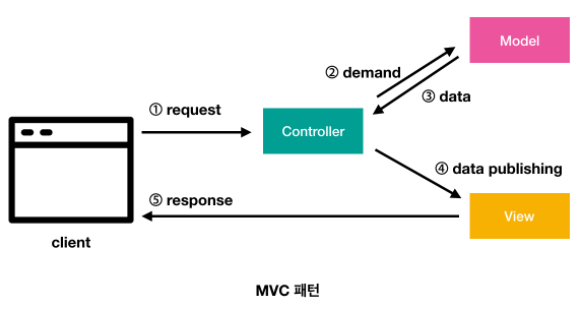 Model
② demand
③ data
① request
Controller
④ data publishing
⑤ response
View
client
MVC 패턴